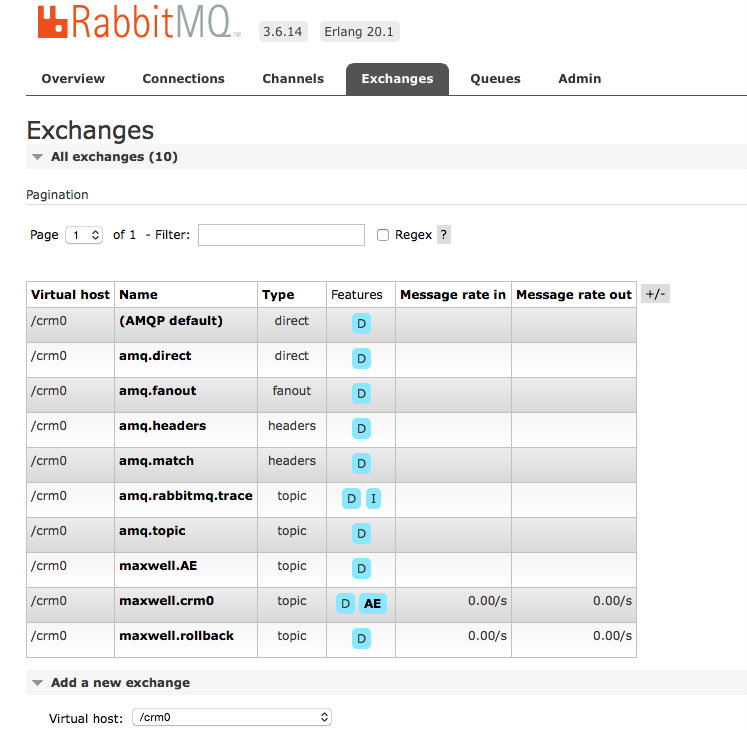 RabbitMQ™ 3.6.14 Erlang 20.1
Overview Connections Channels Exchanges Queues Admin
Exchanges
All exchanges (10)
Pagination
Page 1 of 1 - Filter: Regex ?
Virtual host Name Type Features Message rate in Message rate out +/-
/crm0 (AMQP default) direct D
/crm0 amq.direct direct D
/crm0 amq.fanout fanout D
/crm0 amq.headers headers D
/crm0 amq.match headers D
/crm0 amq.rabbitmq.trace topic D I
/crm0 amq.topic topic D
/crm0 maxwell.AE topic D
/crm0 maxwell.crm0 topic D AE 0.00/s 0.00/s
/crm0 maxwell.rollback topic D 0.00/s 0.00/s
Add a new exchange
Virtual host: /crm0